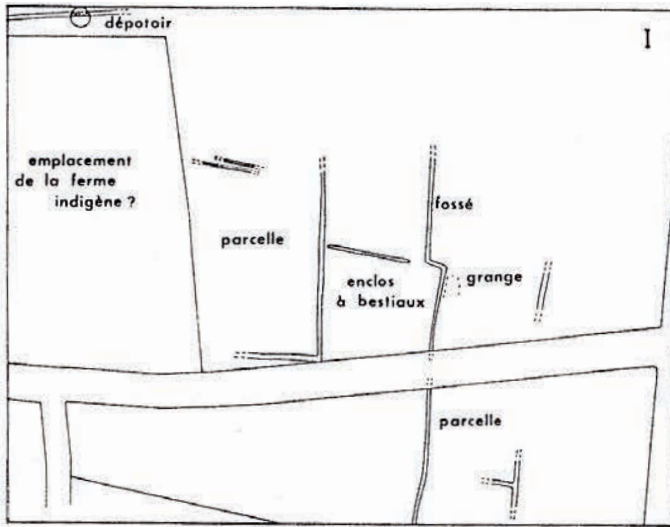 dépotoir
I
emplacement
de la ferme
indigène ?
parcelle
fossé
enclos
à bestiaux
grange
parcelle